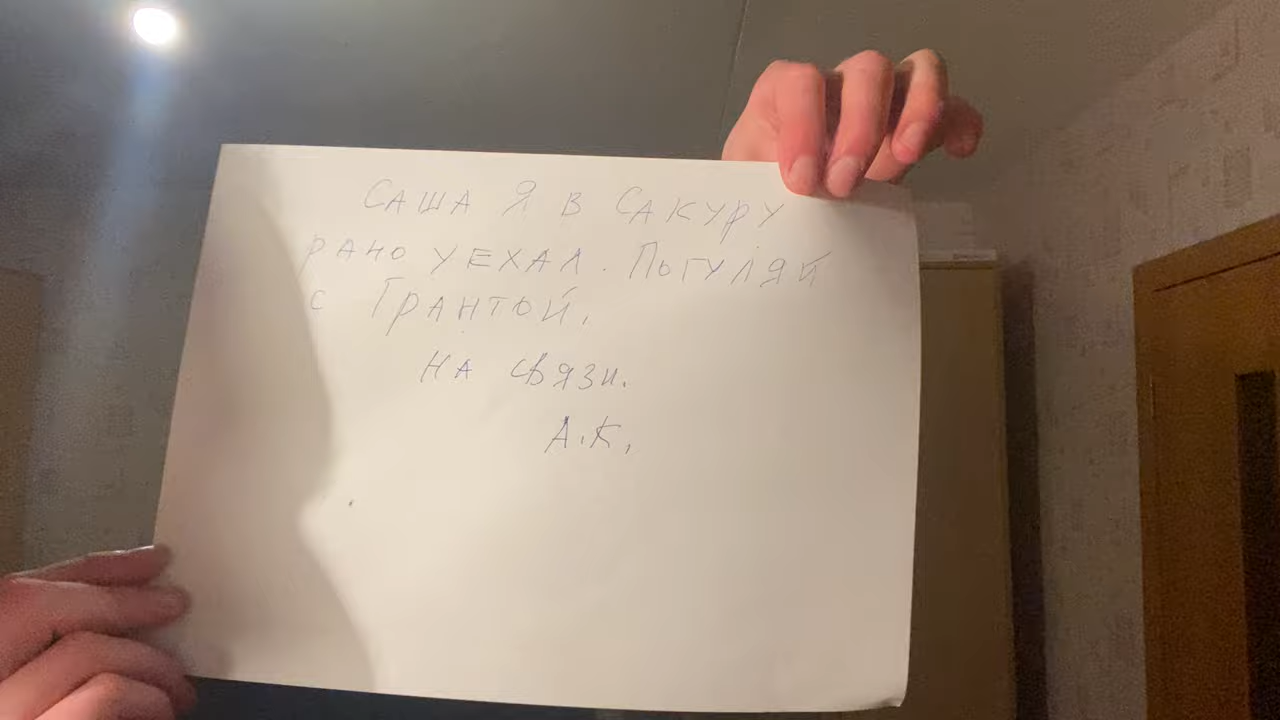 САША Я В САКУРУ
РАНО УЕХАЛ. ПОГУЛЯЙ
С ГРАНТОЙ.
НА СВЯЗИ.
А.К.